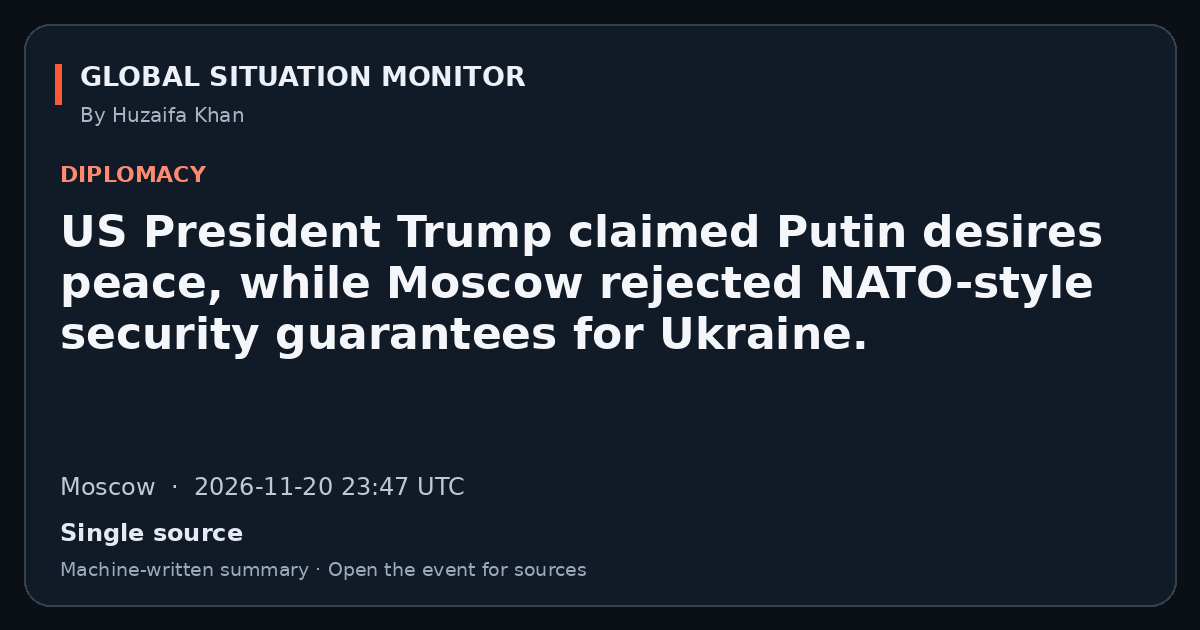 GLOBAL SITUATION MONITOR
By Huzaifa Khan
DIPLOMACY
US President Trump claimed Putin desires
peace, while Moscow rejected NATO-style
security guarantees for Ukraine.
Moscow · 2026-11-20 23:47 UTC
Single source
Machine-written summary · Open the event for sources